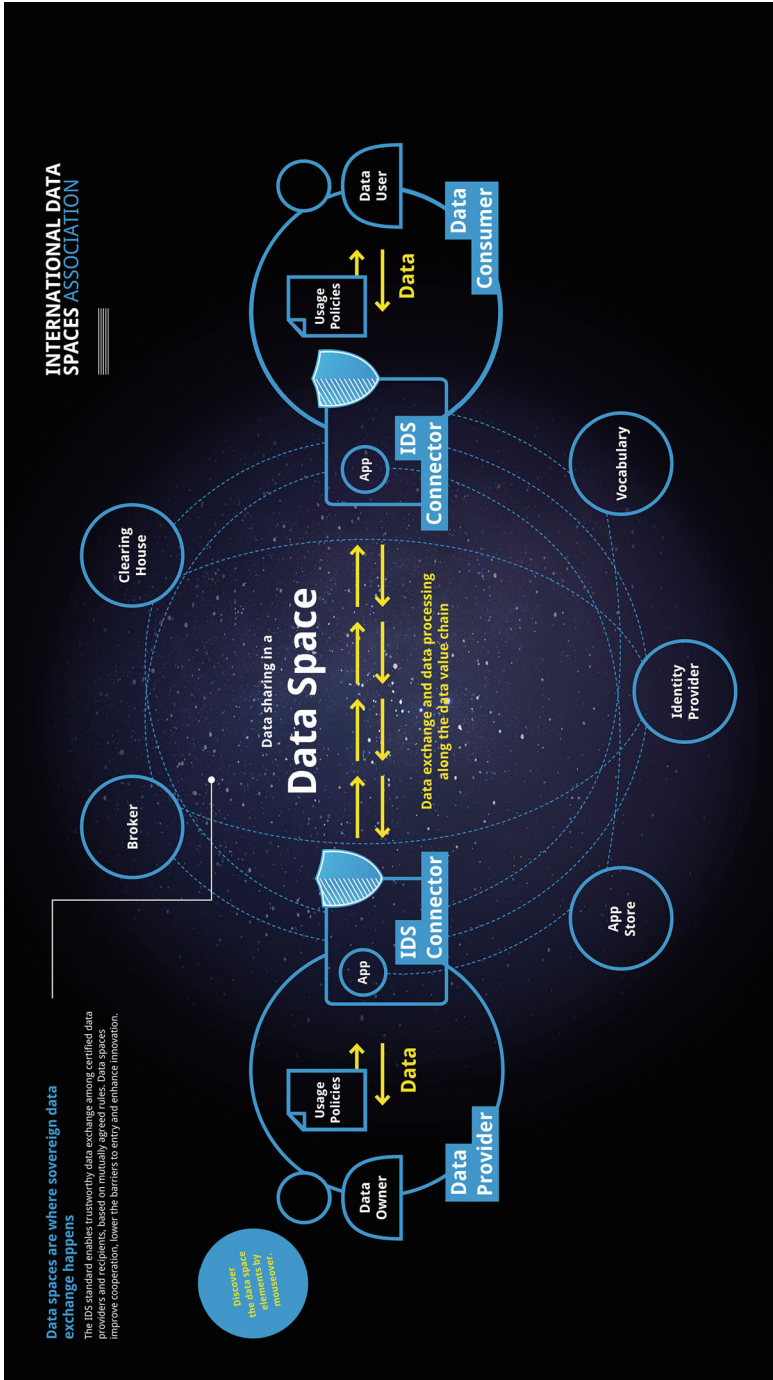 Data spaces are where sovereign data
exchange happens
The IDS standard enables trustworthy data exchange among certified data
providers and recipients, based on mutually agreed rules. Data spaces
improve cooperation, lower the barriers to entry and enhance innovation.
INTERNATIONAL DATA
SPACES ASSOCIATION
Broker
Clearing
House
Discover
the data space
elements by
mouseover.
Data sharing in a
Data Space
Data
Owner
Usage
Policies
Data
App
IDS
Connector
Data
Provider
Data exchange and data processing
along the data value chain
App
IDS
Connector
Usage
Policies
Data
Data
User
Data
Consumer
App
Store
Identity
Provider
Vocabulary